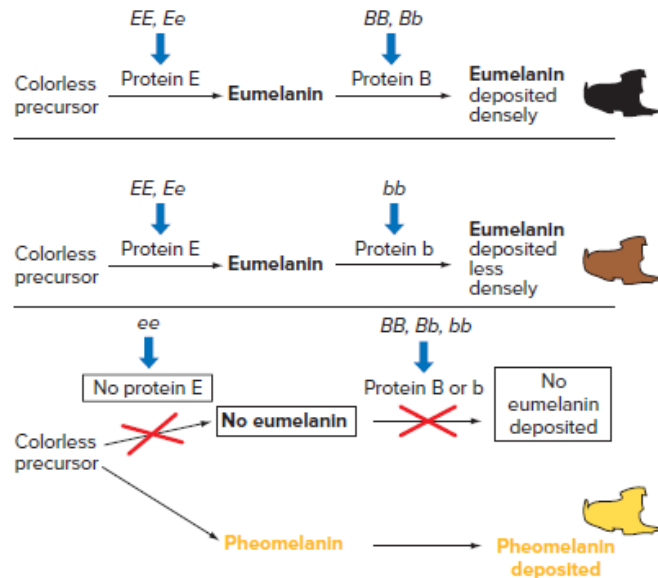 EE, Ee
BB, Bb
Colorless
precursor
Protein E
Eumelanin
Protein B
Eumelanin
deposited
densely
EE, Ee
bb
Colorless
precursor
Protein E
Eumelanin
Protein b
Eumelanin
deposited
less
densely
ee
BB, Bb, bb
No protein E
No eumelanin
Protein B or b
No
eumelanin
deposited
Colorless
precursor
Pheomelanin
Pheomelanin
deposited